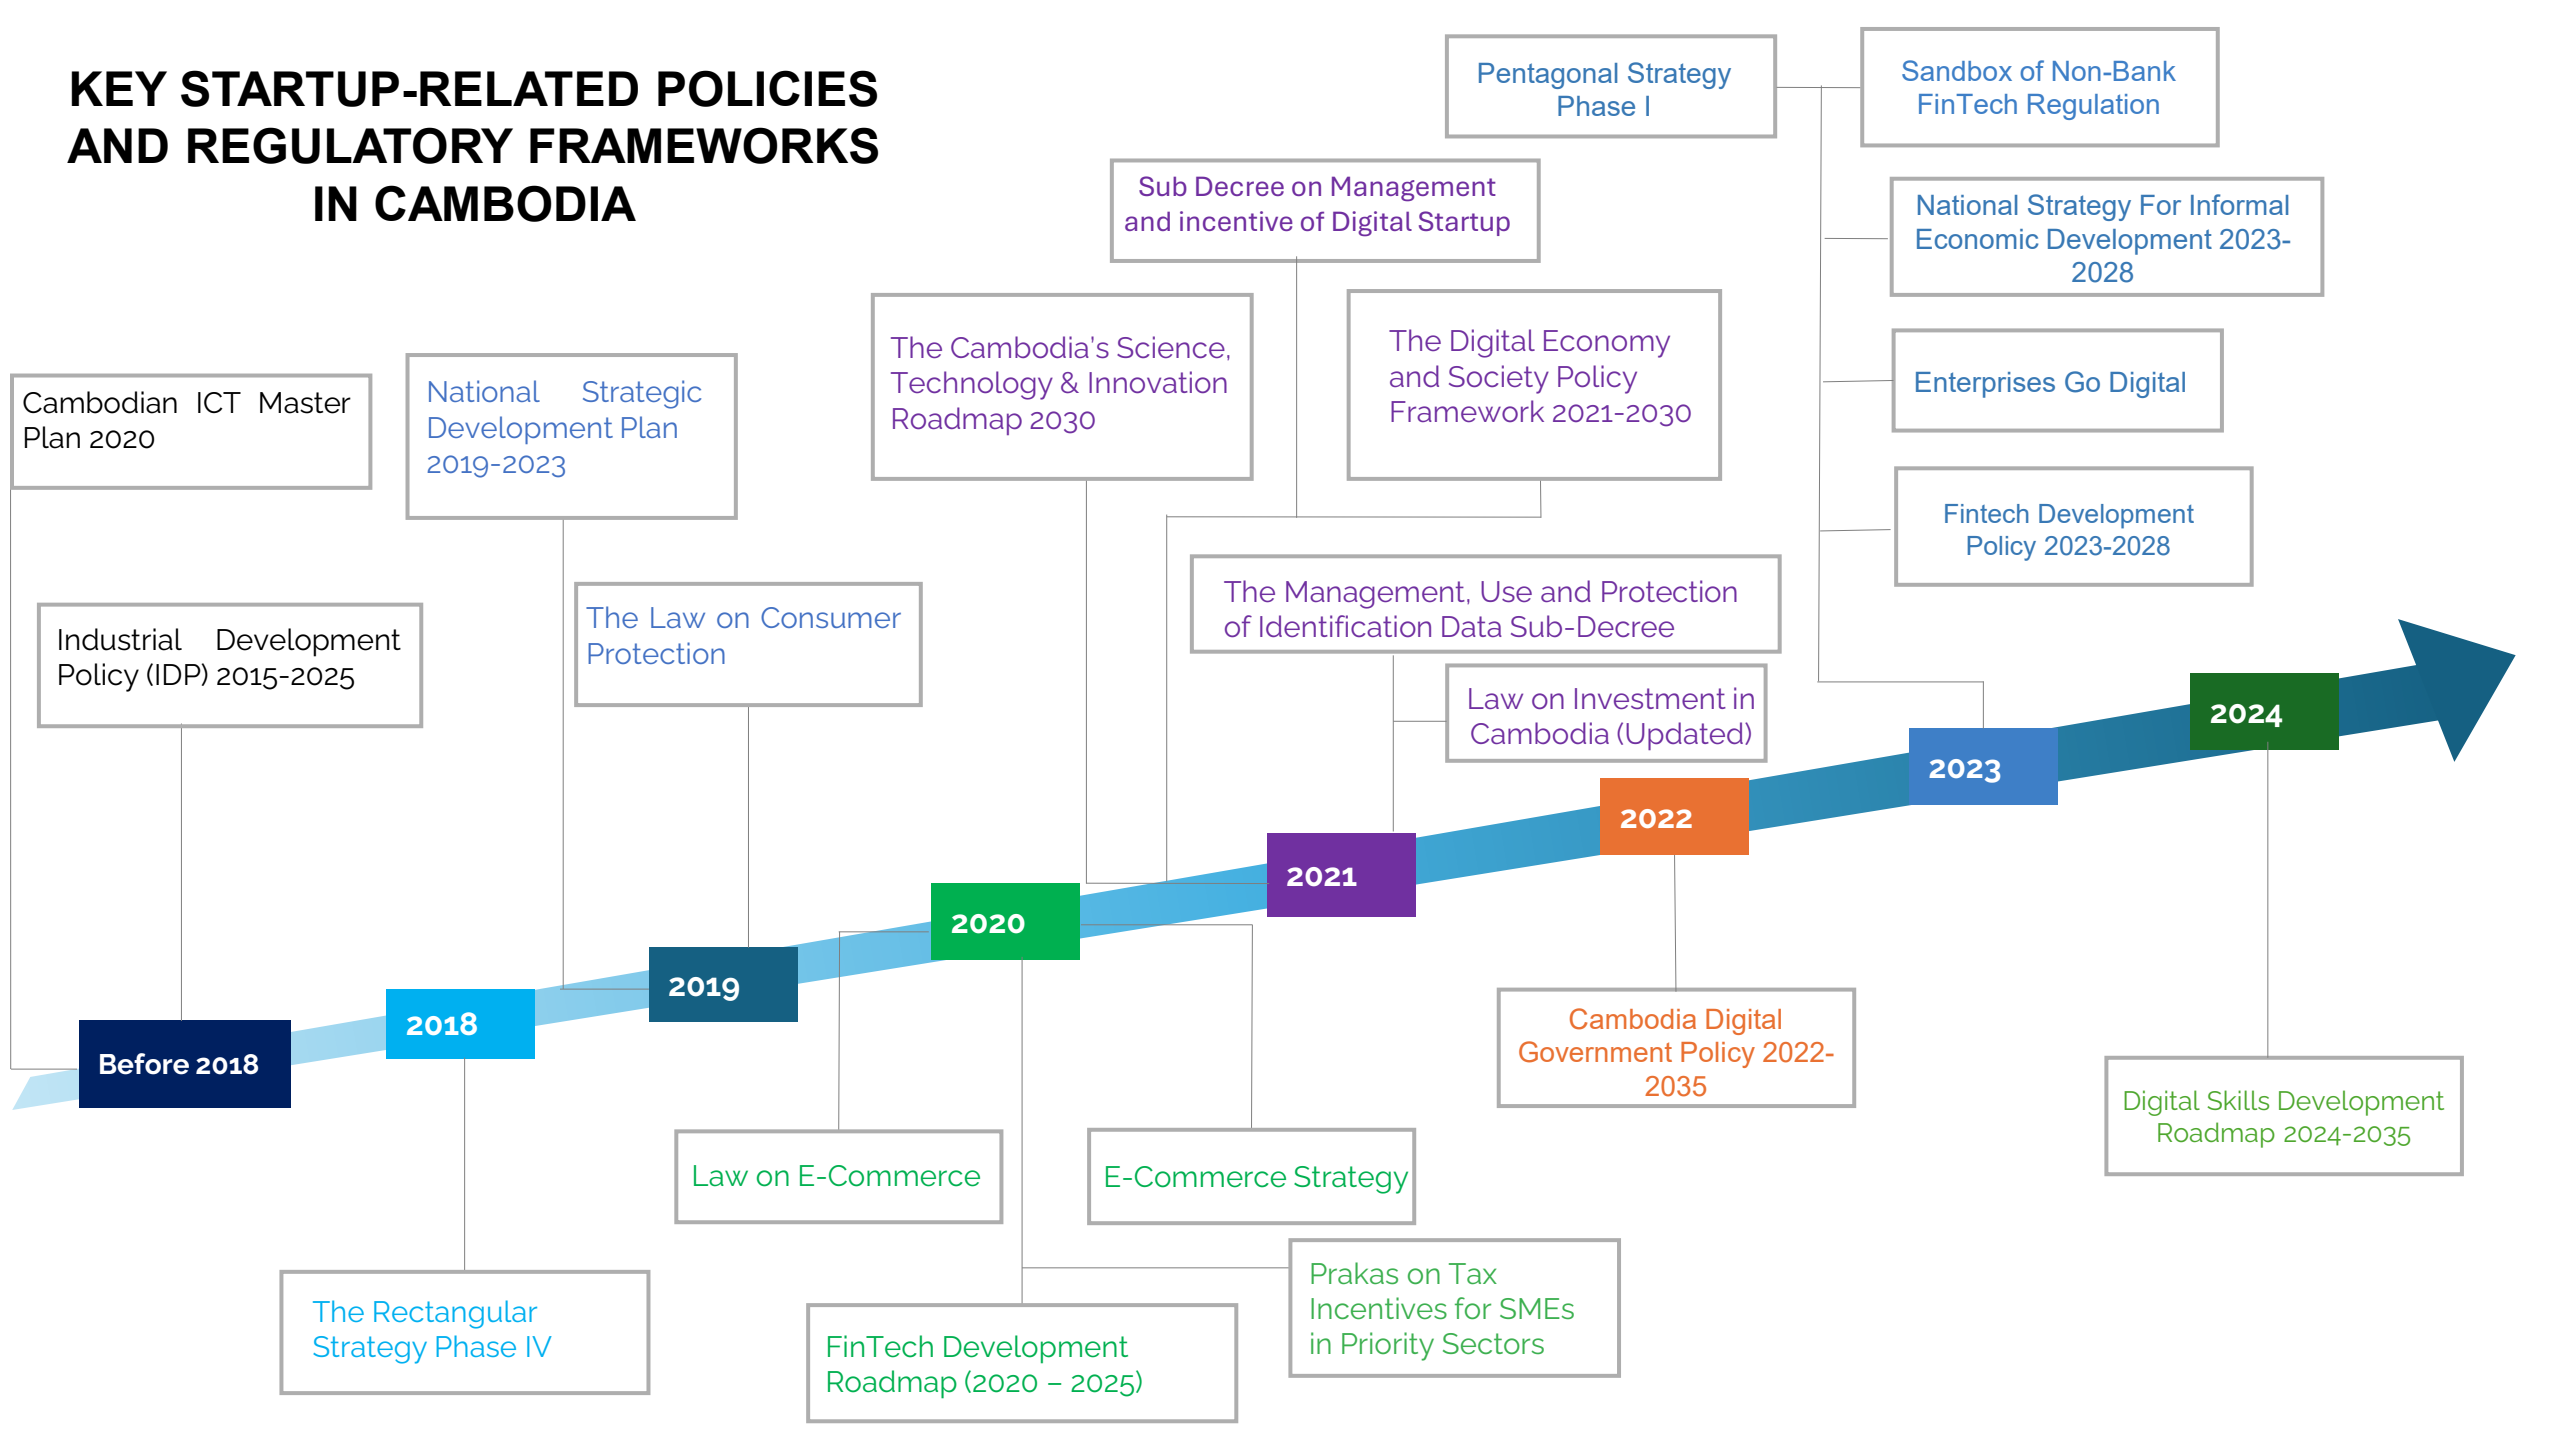 KEY STARTUP-RELATED POLICIES
AND REGULATORY FRAMEWORKS
IN CAMBODIA
Pentagonal Strategy
Phase I
Sandbox of Non-Bank
FinTech Regulation
Sub Decree on Management
and incentive of Digital Startup
National Strategy For Informal
Economic Development 2023-
2028
The Cambodia's Science,
Technology & Innovation
Roadmap 2030
The Digital Economy
and Society Policy
Framework 2021-2030
Enterprises Go Digital
Cambodian ICT Master
Plan 2020
National Strategic
Development Plan
2019-2023
Fintech Development
Policy 2023-2028
Industrial Development
Policy (IDP) 2015-2025
The Law on Consumer
Protection
The Management, Use and Protection
of Identification Data Sub-Decree
Law on Investment in
Cambodia (Updated)
Before 2018
2018
2019
2020
2021
2022
2023
2024
Cambodia Digital
Government Policy 2022-
2035
Digital Skills Development
Roadmap 2024-2035
Law on E-Commerce
E-Commerce Strategy
The Rectangular
Strategy Phase IV
FinTech Development
Roadmap (2020 – 2025)
Prakas on Tax
Incentives for SMEs
in Priority Sectors